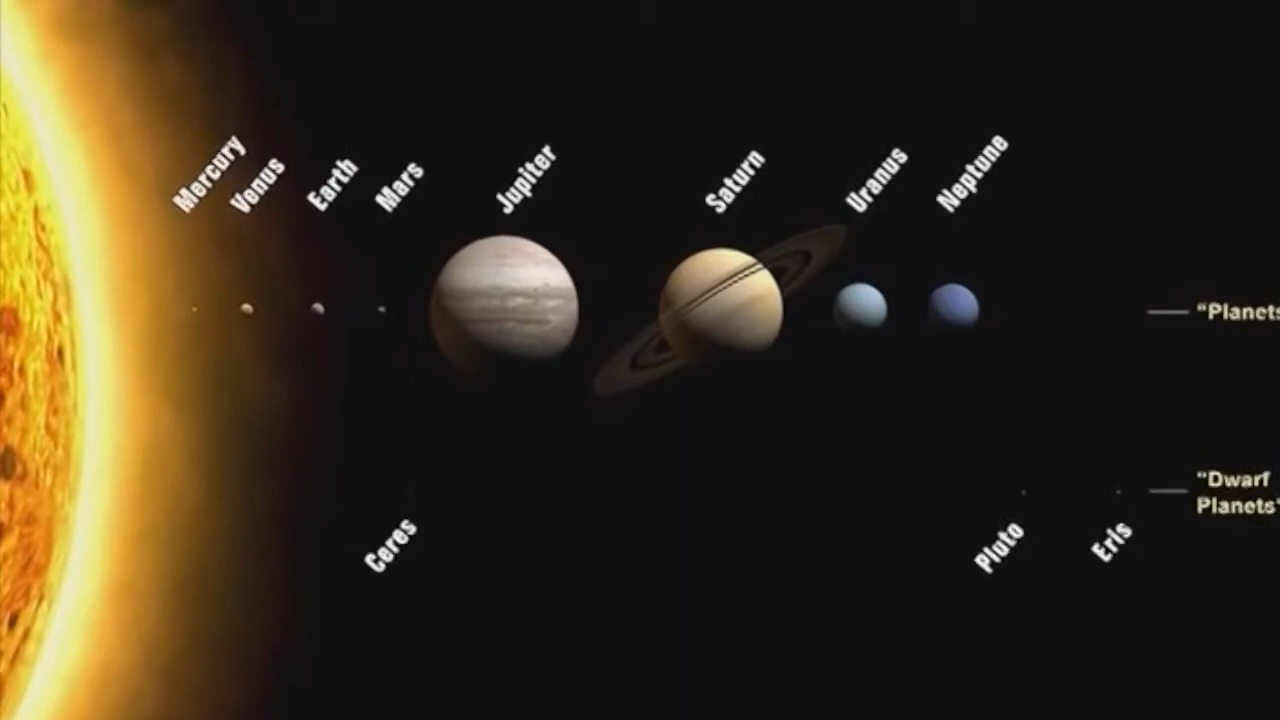 Mercury
Venus
Earth
Mars
Jupiter
Saturn
Uranus
Neptune
“Planets
“Dwarf
Planets”
Ceres
Pluto
Eris